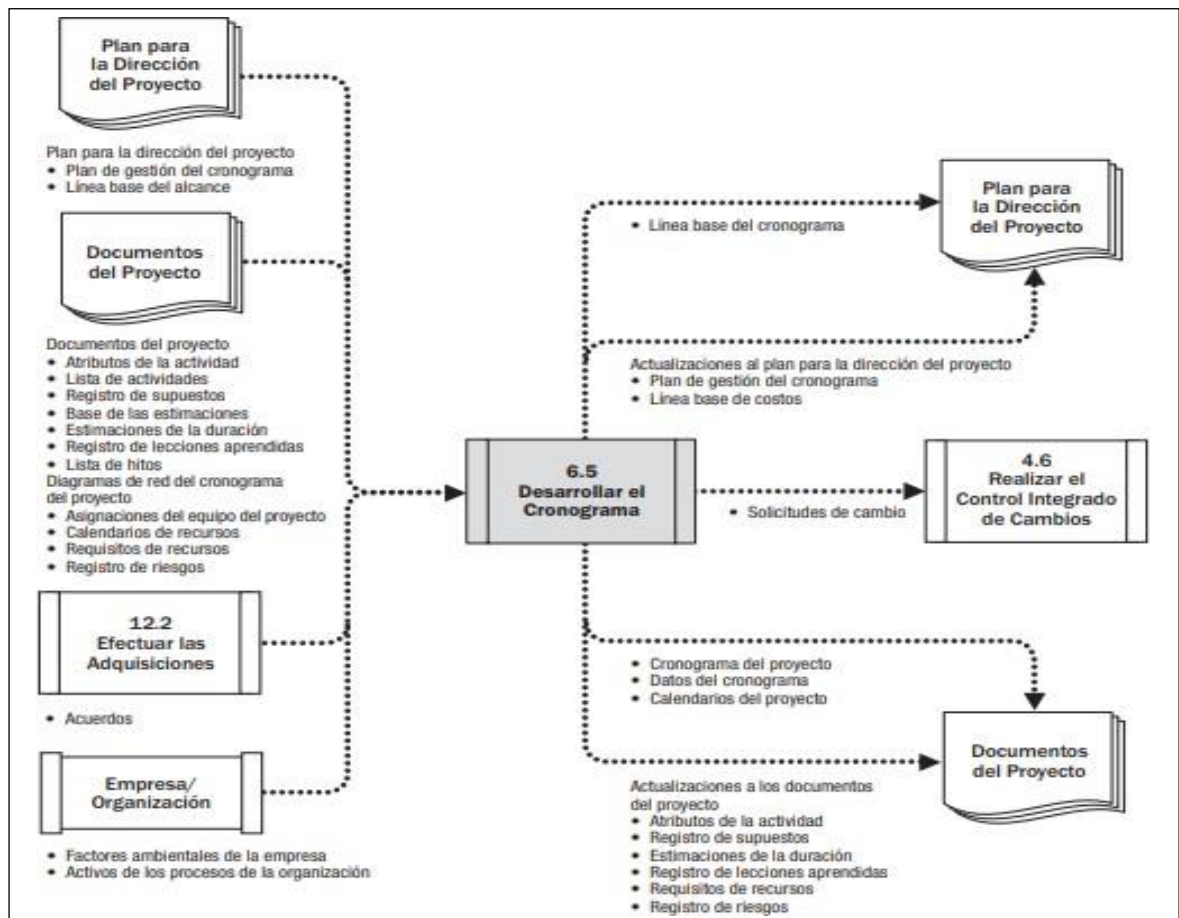 Plan para
la Dirección
del Proyecto
Plan para la dirección del proyecto
• Plan de gestión del cronograma
• Línea base del alcance
Documentos
del Proyecto
Documentos del proyecto
• Atributos de la actividad
• Lista de actividades
• Registro de supuestos
• Base de las estimaciones
• Estimaciones de la duración
• Registro de lecciones aprendidas
• Lista de hitos
Diagramas de red del cronograma
del proyecto
• Asignaciones del equipo del proyecto
• Calendarios de recursos
• Requisitos de recursos
• Registro de riesgos
12.2
Efectuar las
Adquisiciones
• Acuerdos
Empresa/
Organización
• Factores ambientales de la empresa
• Activos de los procesos de la organización
6.5
Desarrollar el
Cronograma
• Línea base del cronograma
Plan para
la Dirección
del Proyecto
Actualizaciones al plan para la dirección del proyecto
• Plan de gestión del cronograma
• Línea base de costos
• Solicitudes de cambio
4.6
Realizar el
Control Integrado
de Cambios
• Cronograma del proyecto
• Datos del cronograma
• Calendarios del proyecto
Documentos
del Proyecto
Actualizaciones a los documentos
del proyecto
• Atributos de la actividad
• Registro de supuestos
• Estimaciones de la duración
• Registro de lecciones aprendidas
• Requisitos de recursos
• Registro de riesgos